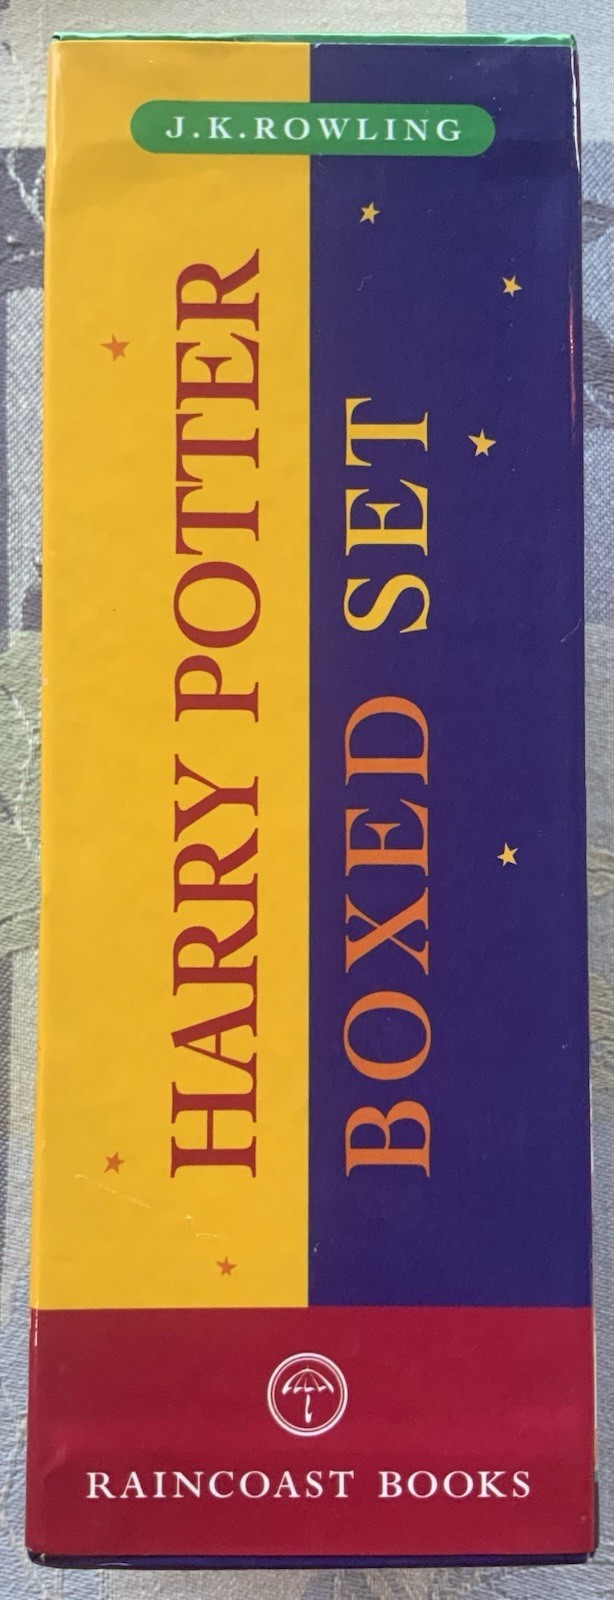 J.K.ROWLING
HARRY POTTER
BOXED SET
RAINCOAST BOOKS